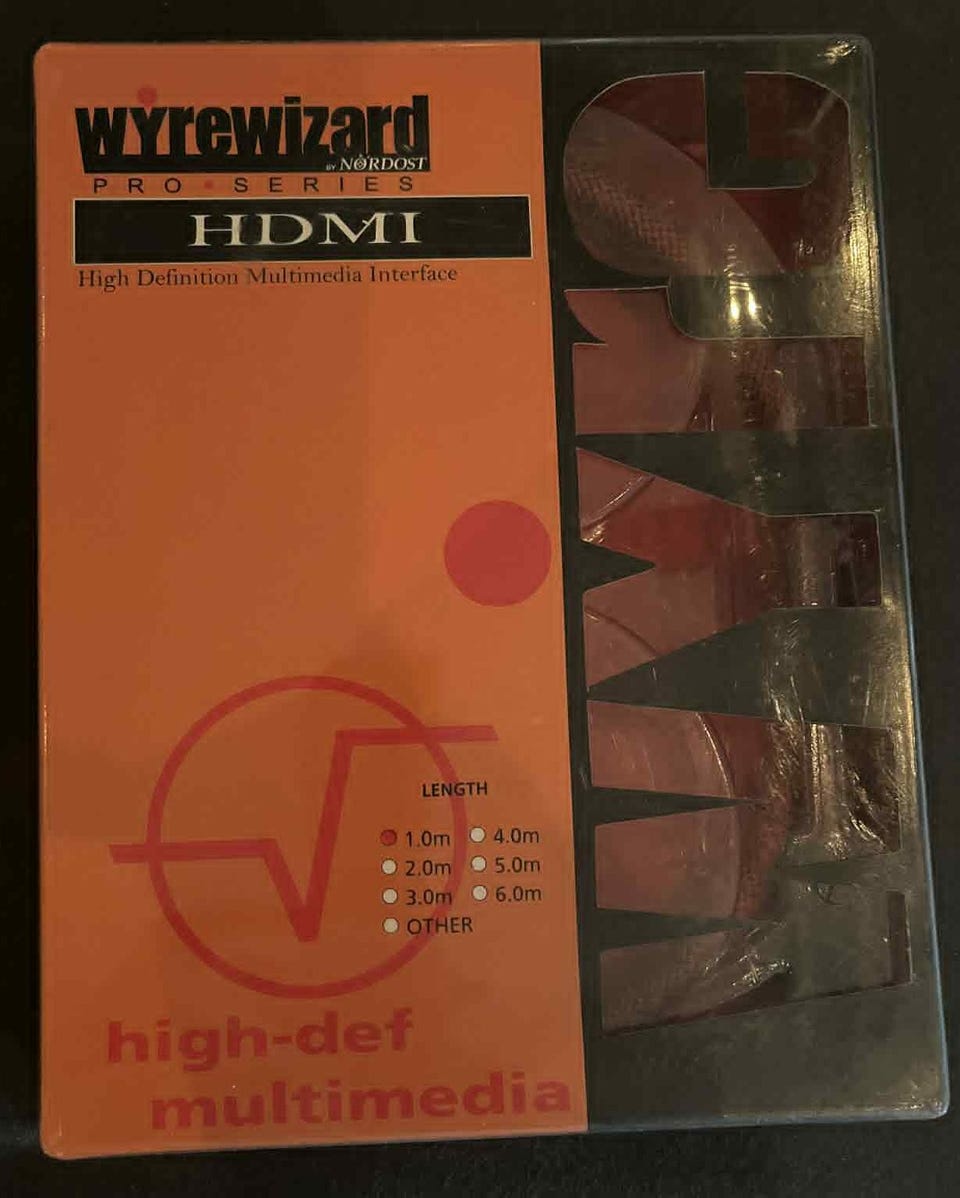 wyrewizard
BY NORDOST
PRO • SERIES
HDMI
High Definition Multimedia Interface
LENGTH
1.0m
4.0m
2.0m
5.0m
3.0m
6.0m
OTHER
high-def
multimedia
wyre